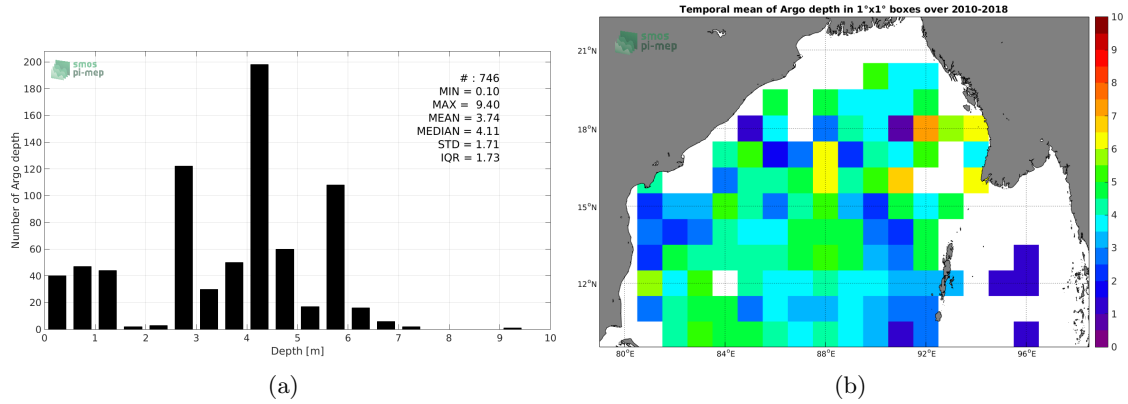 smos
pi-mep
# : 746
MIN = 0.10
MAX = 9.40
MEAN = 3.74
MEDIAN = 4.11
STD = 1.71
IQR = 1.73
200
180
160
140
120
100
80
60
40
20
0
Number of Argo depth
0 1 2 3 4 5 6 7 8 9 10
Depth [m]
(a)
Temporal mean of Argo depth in 1°x1° boxes over 2010-2018
smos
pi-mep
21°N
18°N
15°N
12°N
80°E 84°E 88°E 92°E 96°E
10
9
8
7
6
5
4
3
2
1
0
(b)